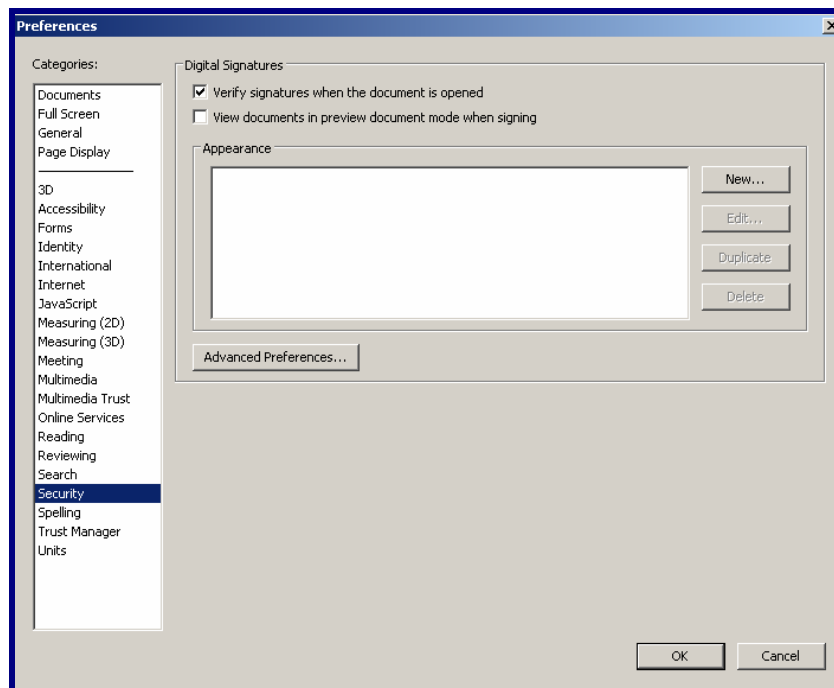 Preferences
Categories:
Documents
Full Screen
General
Page Display
3D
Accessibility
Forms
Identity
International
Internet
JavaScript
Measuring (2D)
Measuring (3D)
Meeting
Multimedia
Multimedia Trust
Online Services
Reading
Reviewing
Search
Security
Spelling
Trust Manager
Units
Digital Signatures
Verify signatures when the document is opened
View documents in preview document mode when signing
Appearance
New...
Edit...
Duplicate
Delete
Advanced Preferences...
OK
Cancel